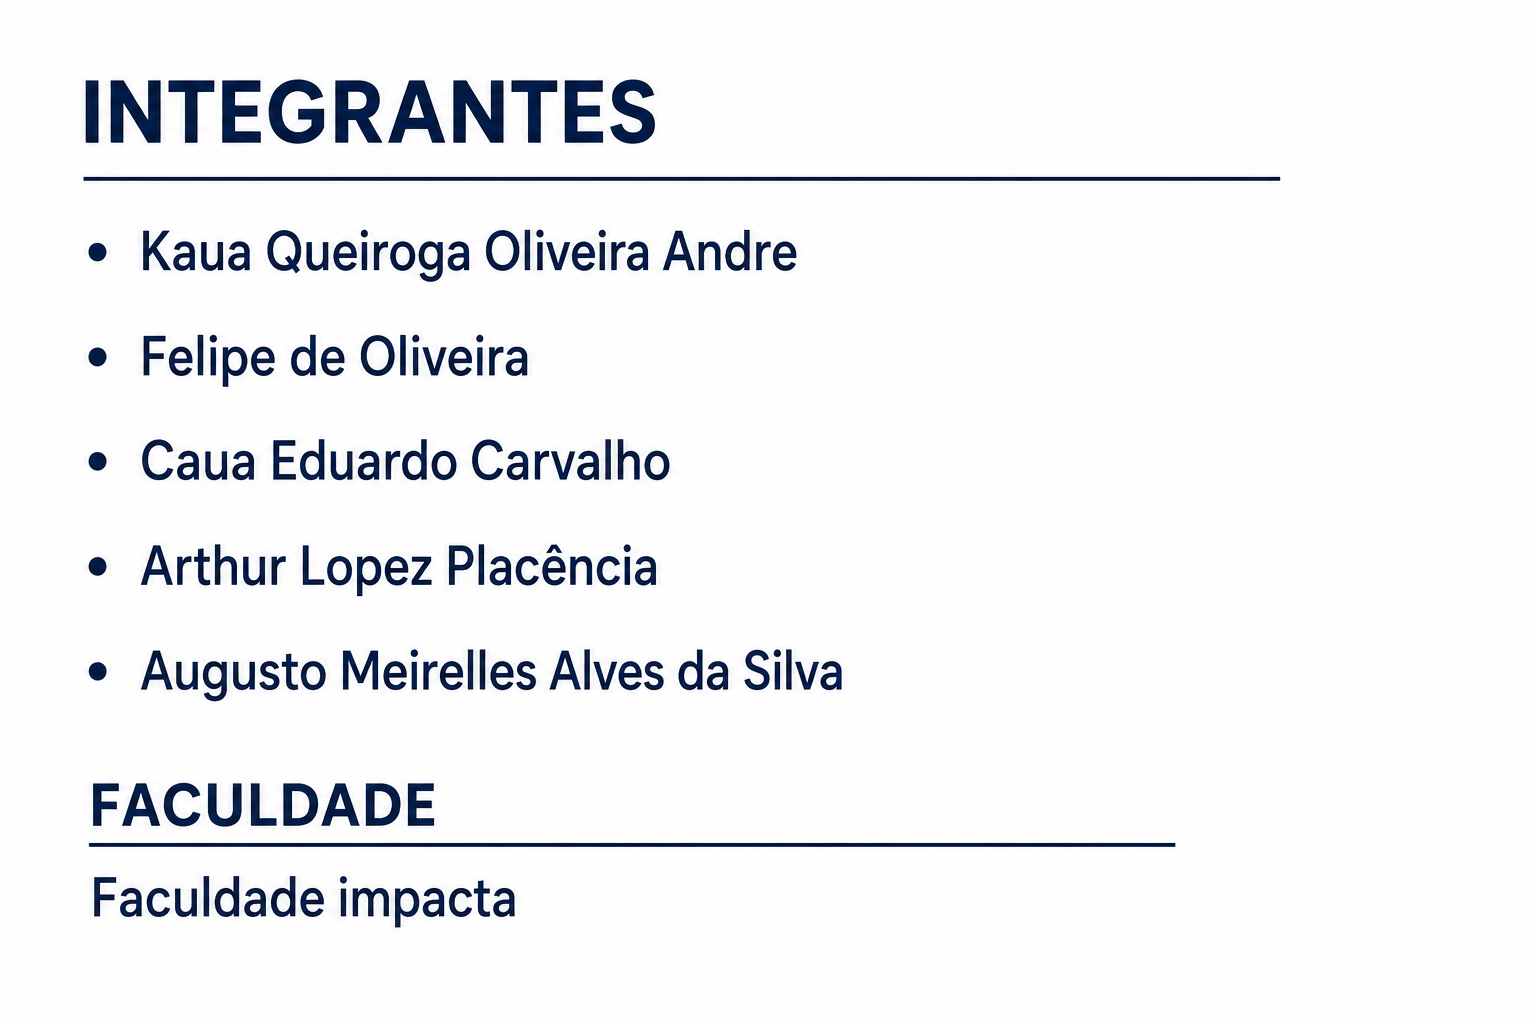 INTEGRANTES
• Kaua Queiroga Oliveira Andre
• Felipe de Oliveira
• Caua Eduardo Carvalho
• Arthur Lopez Placência
• Augusto Meirelles Alves da Silva
FACULDADE
Faculdade impacta